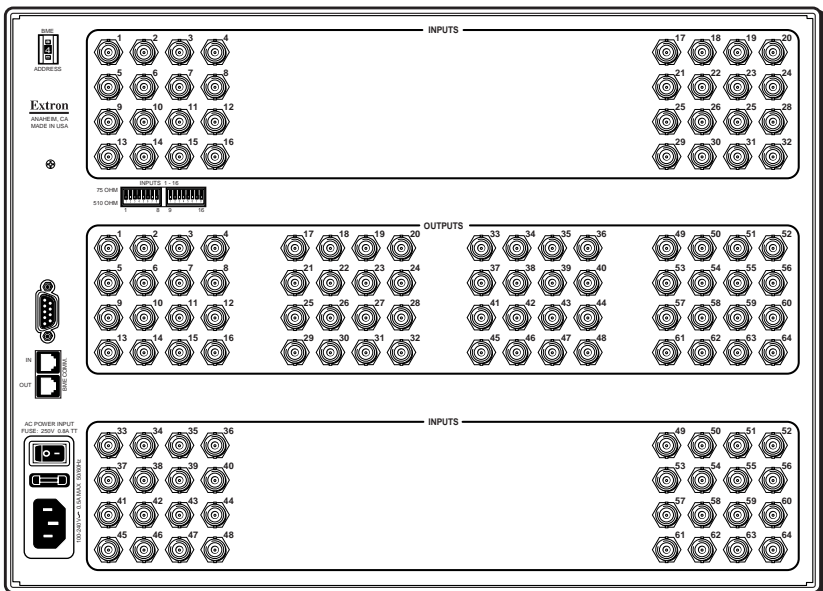 BME
4
ADDRESS
Extron
ANAHEIM, CA
MADE IN USA
INPUTS
1 2 3 4 17 18 19 20
5 6 7 8 21 22 23 24
9 10 11 12 25 26 25 28
13 14 15 16 29 30 31 32
INPUTS 1 - 16
75 OHM
510 OHM
1 8 9 16
OUTPUTS
1 2 3 4 17 18 19 20 33 34 35 36 49 50 51 52
5 6 7 8 21 22 23 24 37 38 39 40 53 54 55 56
9 10 11 12 25 26 27 28 41 42 43 44 57 58 59 60
13 14 15 16 29 30 31 32 45 46 47 48 61 62 63 64
IN
OUT
BME COMM.
AC POWER INPUT
FUSE: 250V 0.8A TT
100-240V~ 0.5A MAX 50/60Hz
INPUTS
33 34 35 36 49 50 51 52
37 38 39 40 53 54 55 56
41 42 43 44 57 58 59 60
45 46 47 48 61 62 63 64